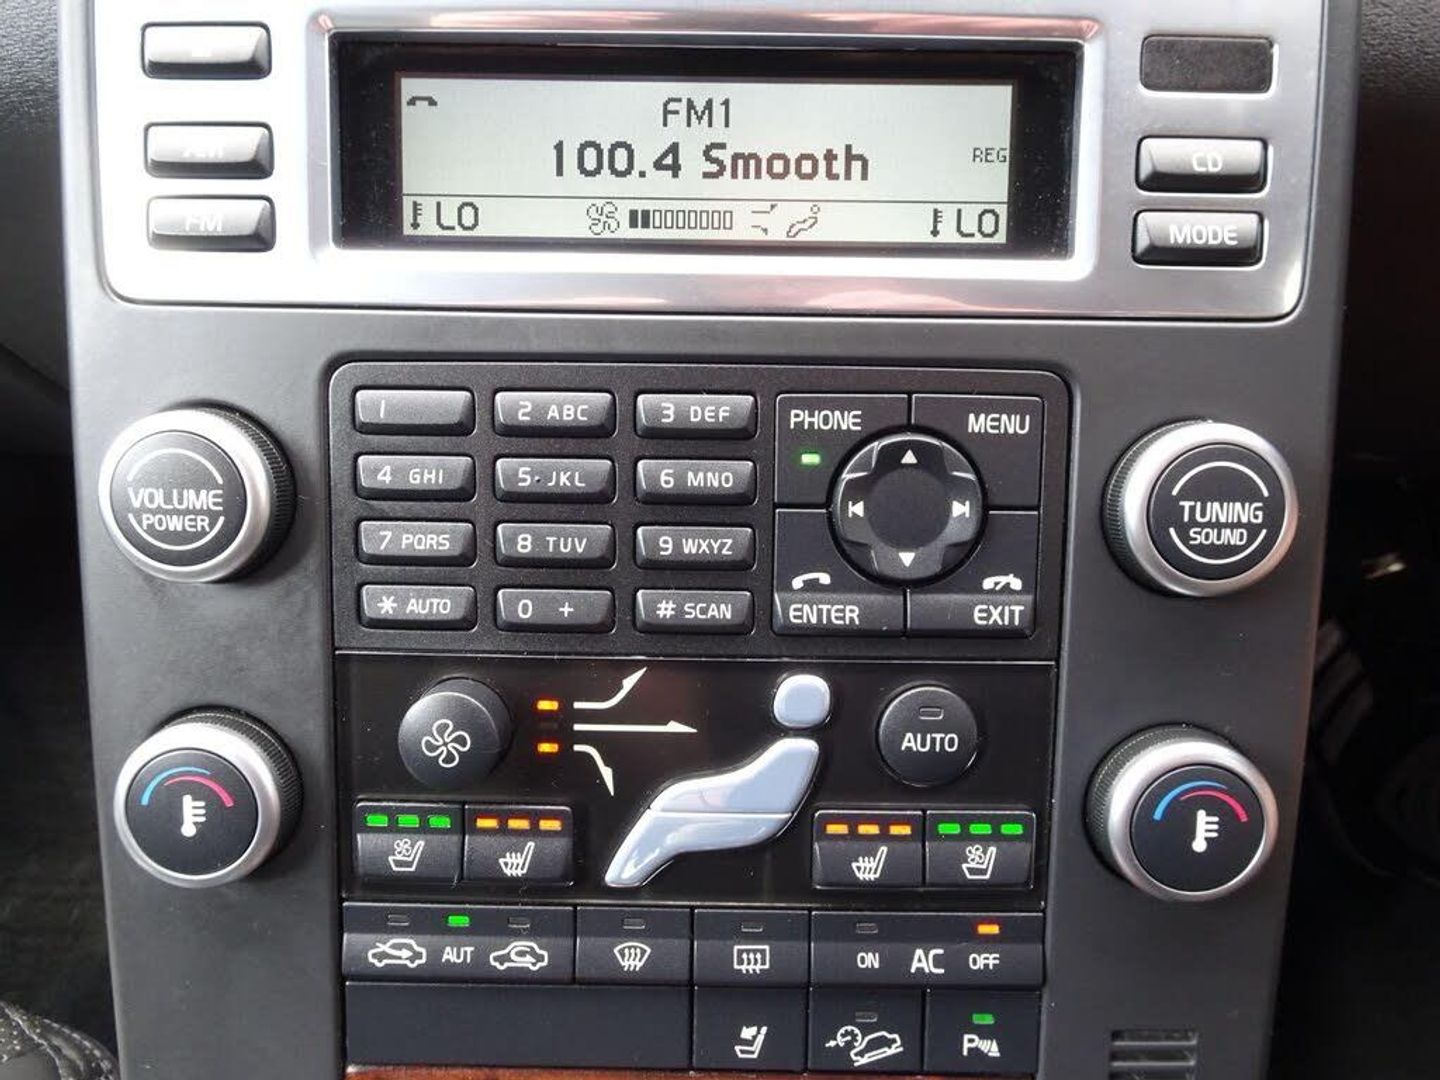 FM1
100.4 Smooth
REG
LO LO
AM
FM
CD
MODE
1 2 ABC 3 DEF
4 GHI 5 JKL 6 MNO
7 PQRS 8 TUV 9 WXYZ
* AUTO 0 + # SCAN
PHONE MENU
ENTER EXIT
VOLUME
POWER
TUNING
SOUND
AUTO
AUT
ON AC OFF
P